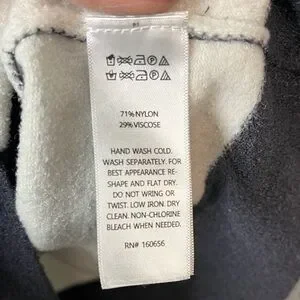 71% NYLON
29% VISCOSE
HAND WASH COLD.
WASH SEPARATELY. FOR
BEST APPEARANCE RE-
SHAPE AND FLAT DRY.
DO NOT WRING OR
TWIST. LOW IRON. DRY
CLEAN. NON-CHLORINE
BLEACH WHEN NEEDED.
RN# 160656